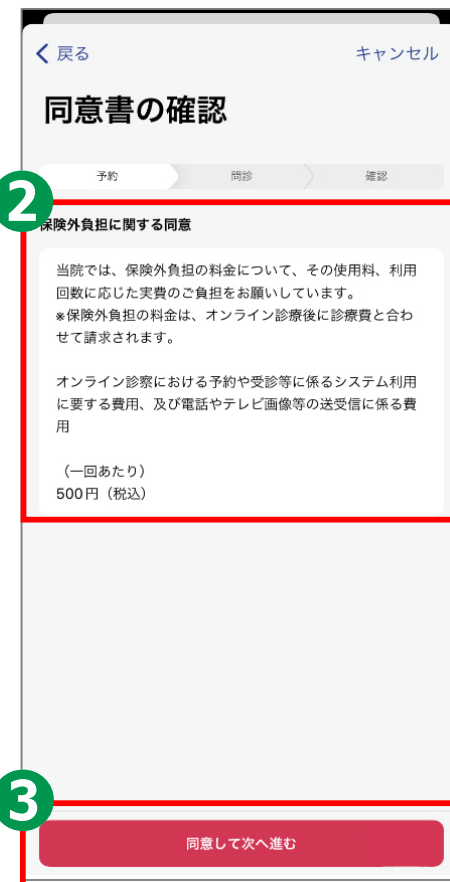 戻る
キャンセル
同意書の確認
予約
問診
確認
2
保険外負担に関する同意
当院では、保険外負担の料金について、その使用料、利用
回数に応じた実費のご負担をお願いしています。
*保険外負担の料金は、オンライン診療後に診療費と合わ
せて請求されます。
オンライン診察における予約や受診等に係るシステム利用
に要する費用、及び電話やテレビ画像等の送受信に係る費
用
（一回あたり）
500円（税込）
3
同意して次へ進む